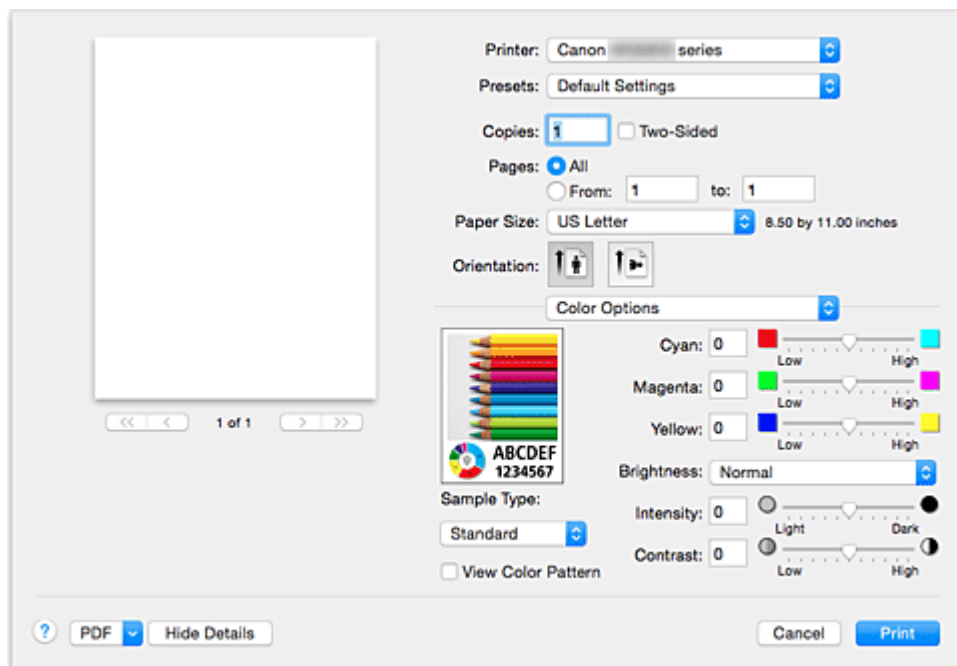 Printer: Canon series
Presets: Default Settings
Copies: 1 Two-Sided
Pages: All
From: 1 to: 1
Paper Size: US Letter 8.50 by 11.00 inches
Orientation:
Color Options
Cyan: 0
Low High
Magenta: 0
Low High
Yellow: 0
Low High
ABCDEF
1234567
Brightness: Normal
Sample Type:
Intensity: 0
Light Dark
Standard
Contrast: 0
Low High
View Color Pattern
<< < 1 of 1 > >>
? PDF Hide Details Cancel Print